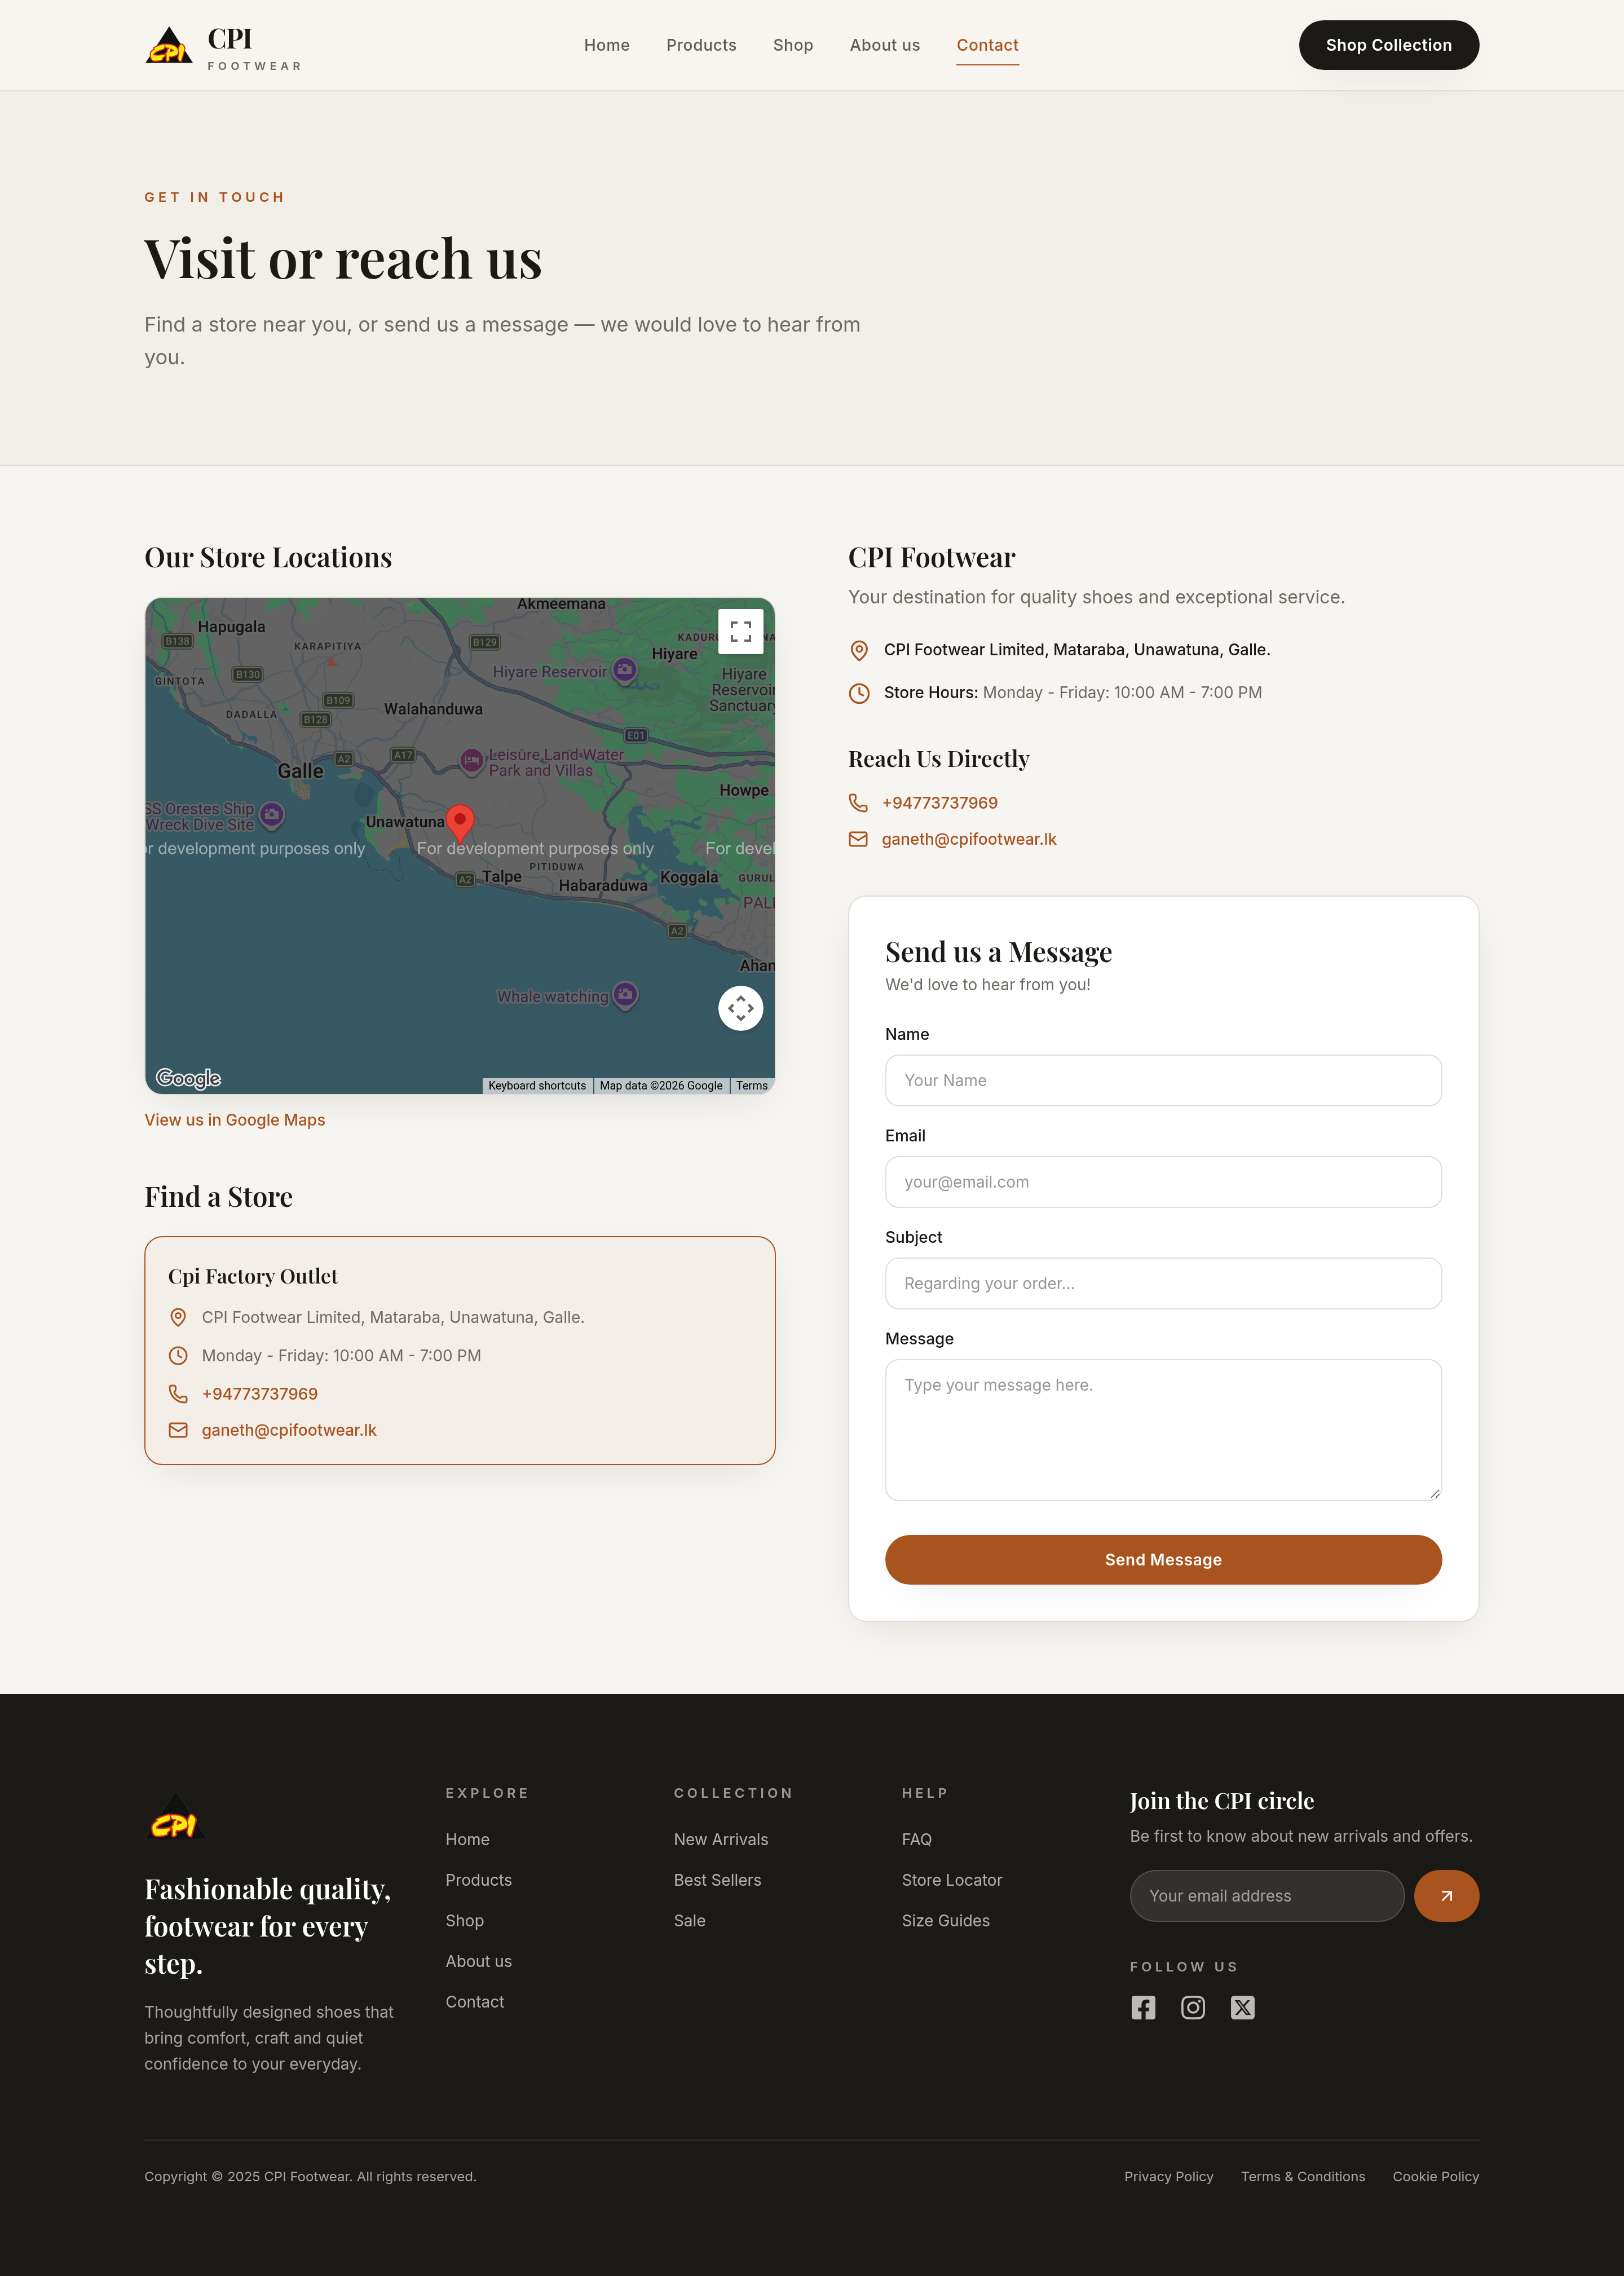 CPI
CPI
FOOTWEAR
Home
Products
Shop
About us
Contact
Shop Collection
GET IN TOUCH
Visit or reach us
Find a store near you, or send us a message — we would love to hear from
you.
Our Store Locations
Akmeemana
Hapugala
B138
KARAPITIYA
B129
Hiyare
Hiyare Reservoir
B130
GINTOTA
Hiyare
Reservoir
Sanctuary
B109
DADALLA
B128
Walahanduwa
E01
A2
A17
Leisure Land Water
Park and Villas
Galle
Howpe
SS Orestes Ship
Wreck Dive Site
Unawatuna
r development purposes only
For development purposes only
For devel
PITIDUWA
A2
Talpe
Habaraduwa
Koggala
GURUL
PAL
A2
Ahan
Whale watching
Google
Keyboard shortcuts
Map data ©2026 Google
Terms
View us in Google Maps
Find a Store
Cpi Factory Outlet
CPI Footwear Limited, Mataraba, Unawatuna, Galle.
Monday - Friday: 10:00 AM - 7:00 PM
+94773737969
ganeth@cpifootwear.lk
CPI Footwear
Your destination for quality shoes and exceptional service.
CPI Footwear Limited, Mataraba, Unawatuna, Galle.
Store Hours: Monday - Friday: 10:00 AM - 7:00 PM
Reach Us Directly
+94773737969
ganeth@cpifootwear.lk
Send us a Message
We'd love to hear from you!
Name
Your Name
Email
your@email.com
Subject
Regarding your order...
Message
Type your message here.
Send Message
CPI
Fashionable quality,
footwear for every
step.
Thoughtfully designed shoes that
bring comfort, craft and quiet
confidence to your everyday.
EXPLORE
Home
Products
Shop
About us
Contact
COLLECTION
New Arrivals
Best Sellers
Sale
HELP
FAQ
Store Locator
Size Guides
Join the CPI circle
Be first to know about new arrivals and offers.
Your email address
FOLLOW US
Copyright © 2025 CPI Footwear. All rights reserved.
Privacy Policy
Terms & Conditions
Cookie Policy